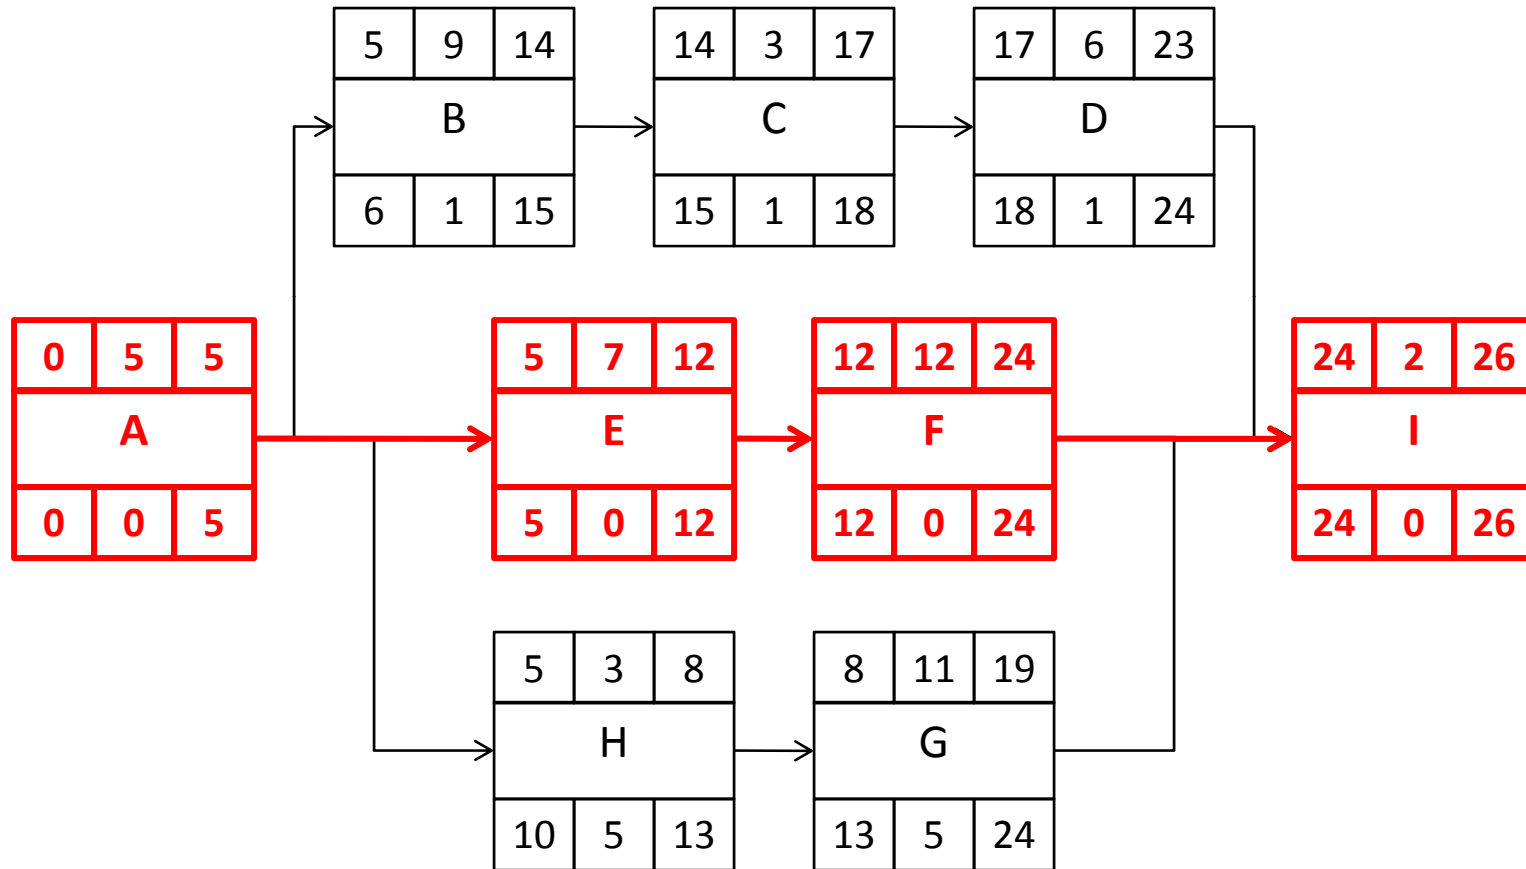 5 9 14 14 3 17 17 6 23
B C D
6 1 15 15 1 18 18 1 24
0 5 5 5 7 12 12 12 24 24 2 26
A E F I
0 0 5 5 0 12 12 0 24 24 0 26
5 3 8 8 11 19
H G
10 5 13 13 5 24